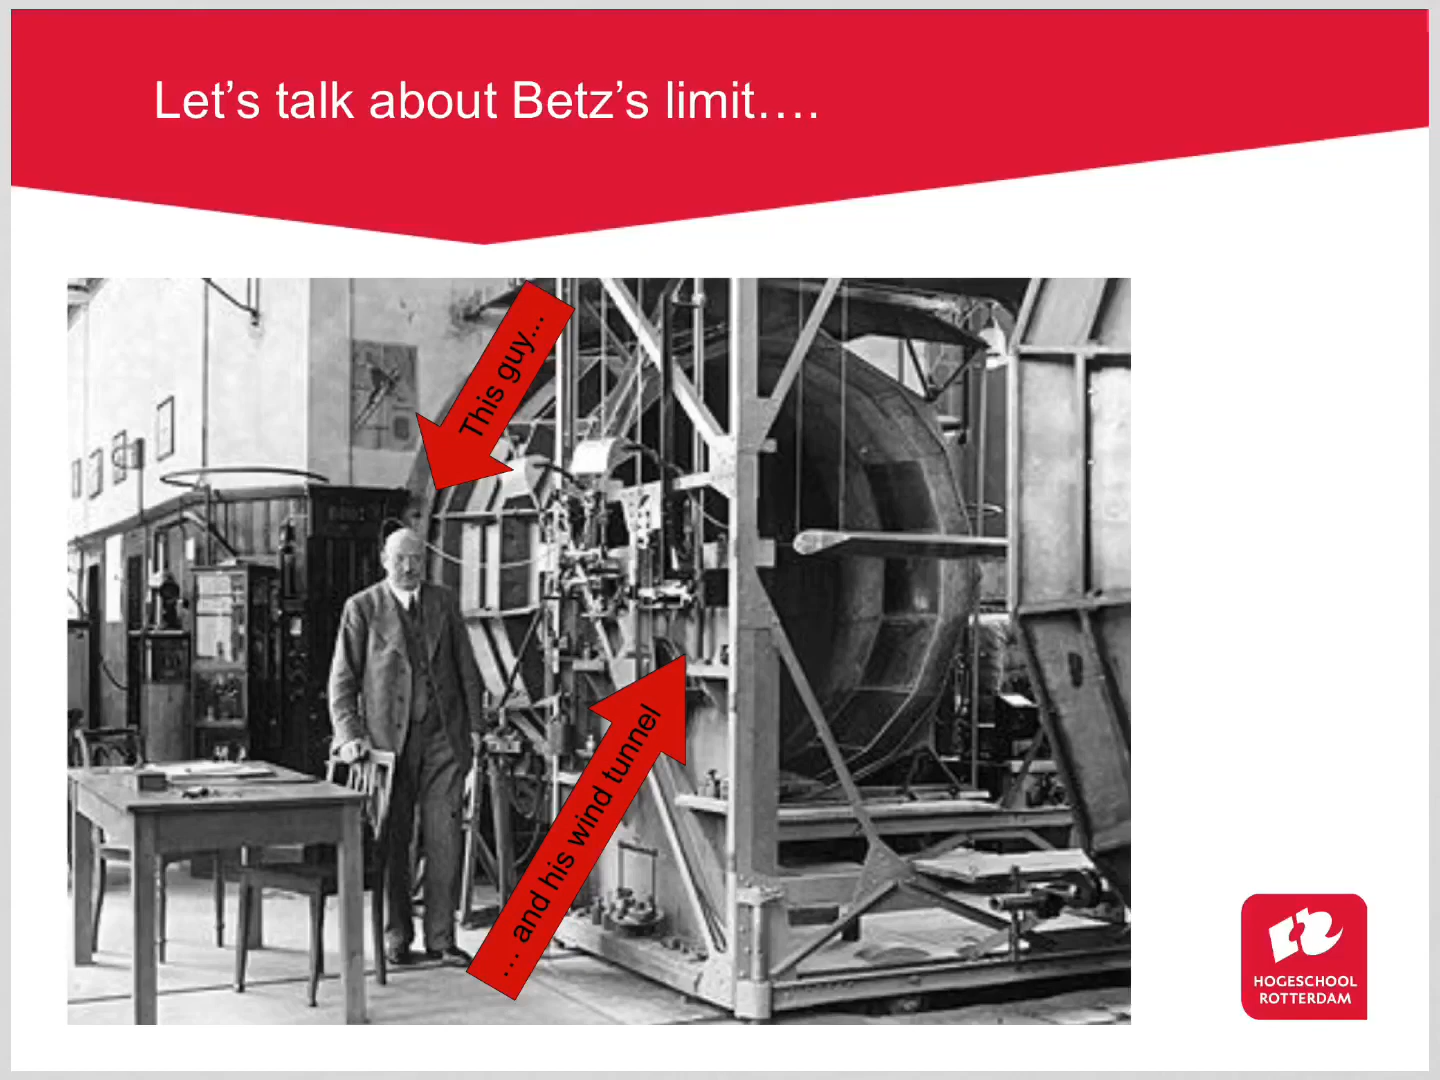 Let’s talk about Betz’s limit….
This guy…
… and his wind tunnel
HOGESCHOOL
ROTTERDAM